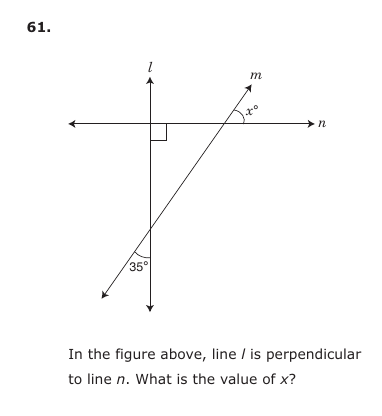 61.
l
m
x°
n
35°
In the figure above, line l is perpendicular
to line n. What is the value of x?